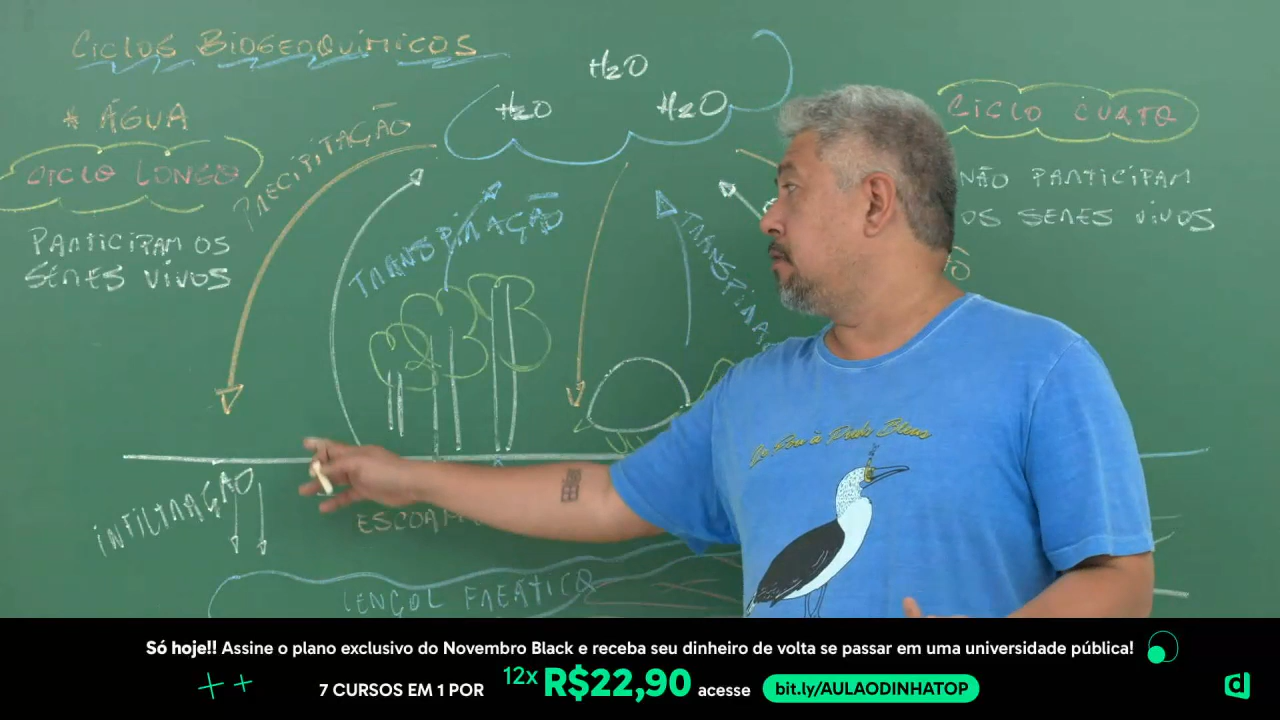 CICLOS BIOGEOQUÍMICOS
* ÁGUA
CICLO LONGO
PARTICIPAM OS
SERES VIVOS
PRECIPITAÇÃO
H2O
H2O
H2O
TRANSPIRAÇÃO
CICLO CURTO
NÃO PARTICIPAM
OS SERES VIVOS
INFILTRAÇÃO
LENÇOL FREÁTICO
Só hoje!! Assine o plano exclusivo do Novembro Black e receba seu dinheiro de volta se passar em uma universidade pública!
7 CURSOS EM 1 POR 12x R$22,90 acesse bit.ly/AULAODINHATOP